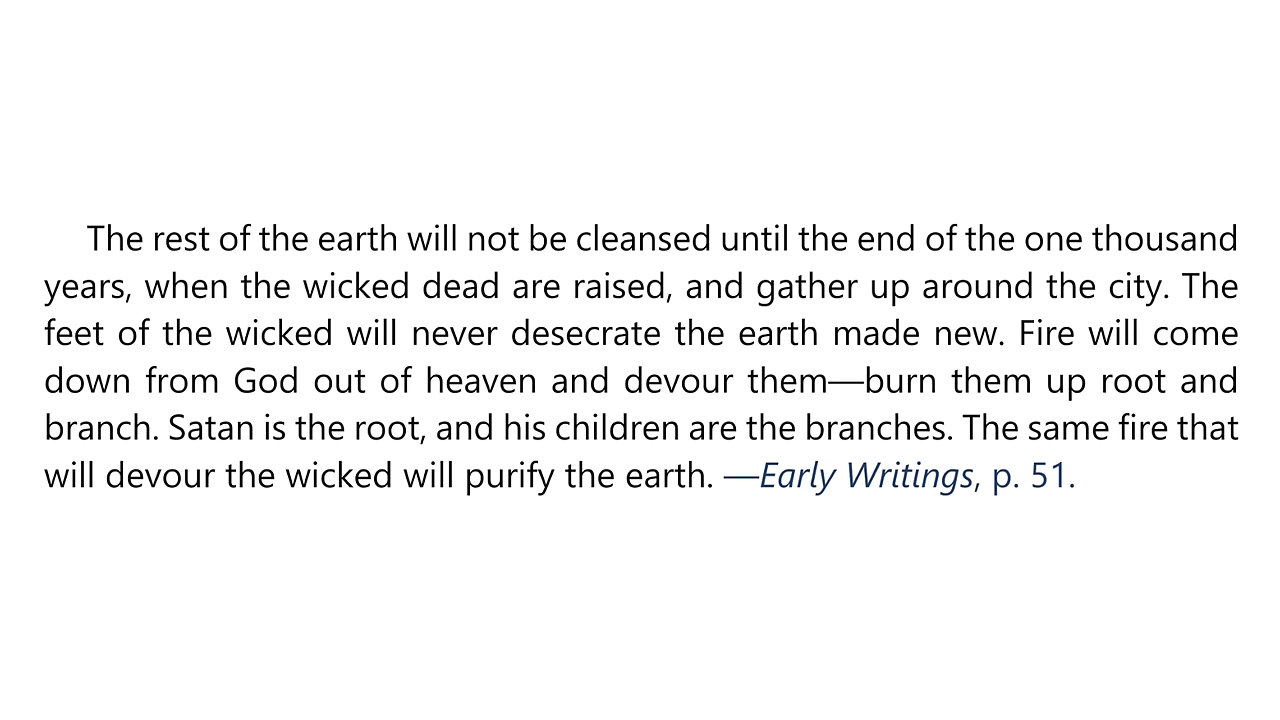 The rest of the earth will not be cleansed until the end of the one thousand
years, when the wicked dead are raised, and gather up around the city. The
feet of the wicked will never desecrate the earth made new. Fire will come
down from God out of heaven and devour them—burn them up root and
branch. Satan is the root, and his children are the branches. The same fire that
will devour the wicked will purify the earth. —Early Writings, p. 51.